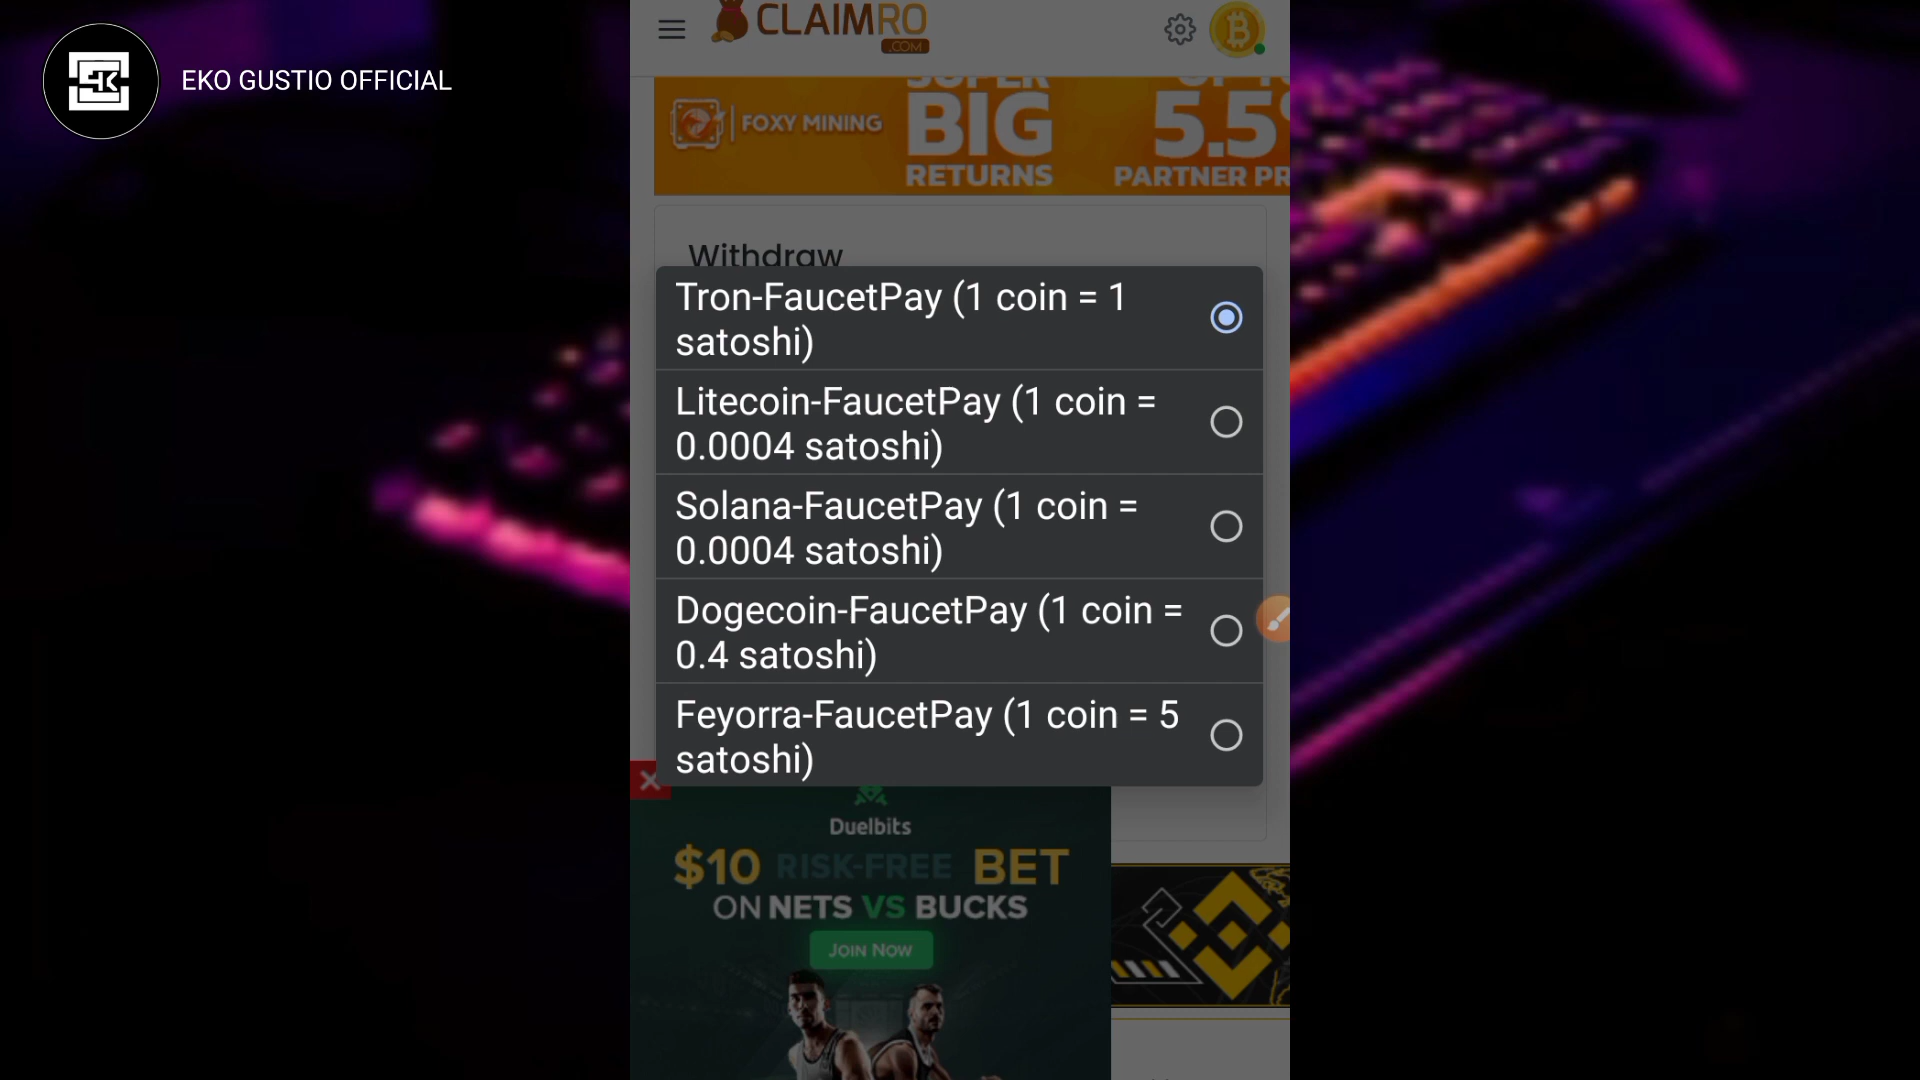 EKO GUSTIO OFFICIAL
CLAIMRO
.COM
FOXY MINING
BIG
RETURNS
5.5
PARTNER PR
Withdraw
Tron-FaucetPay (1 coin = 1
satoshi)
Litecoin-FaucetPay (1 coin =
0.0004 satoshi)
Solana-FaucetPay (1 coin =
0.0004 satoshi)
Dogecoin-FaucetPay (1 coin =
0.4 satoshi)
Feyorra-FaucetPay (1 coin = 5
satoshi)
Duelbits
$10 RISK-FREE BET
ON NETS VS BUCKS
JOIN NOW